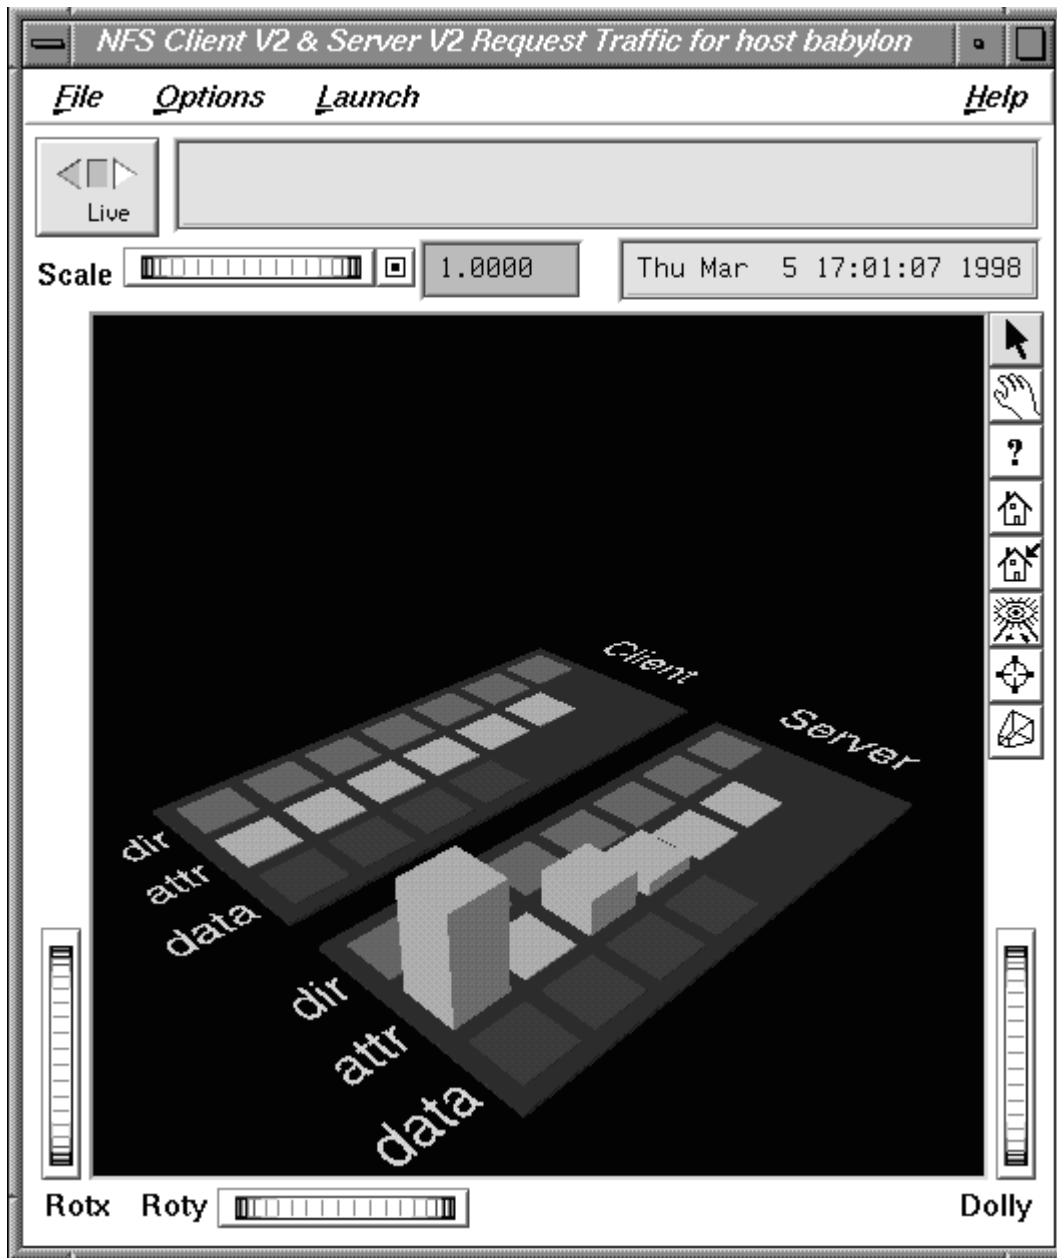 NFS Client V2 & Server V2 Request Traffic for host babylon
File Options Launch Help
Live
Scale 1.0000 Thu Mar 5 17:01:07 1998
?
Client
Server
dir
attr
data
dir
attr
data
Rotx Roty Dolly